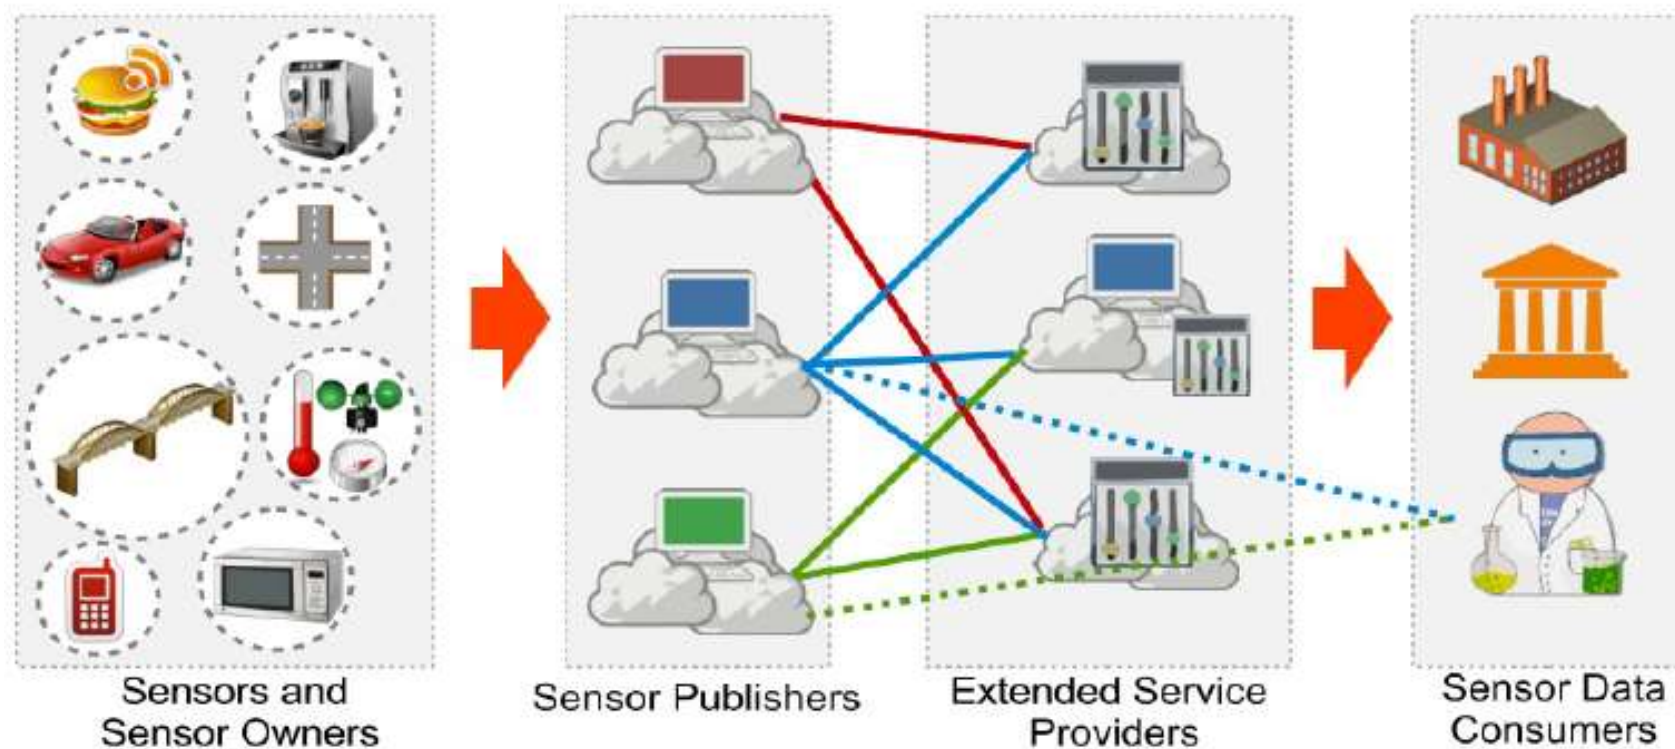 Sensors and
Sensor Owners
Sensor Publishers
Extended Service
Providers
Sensor Data
Consumers